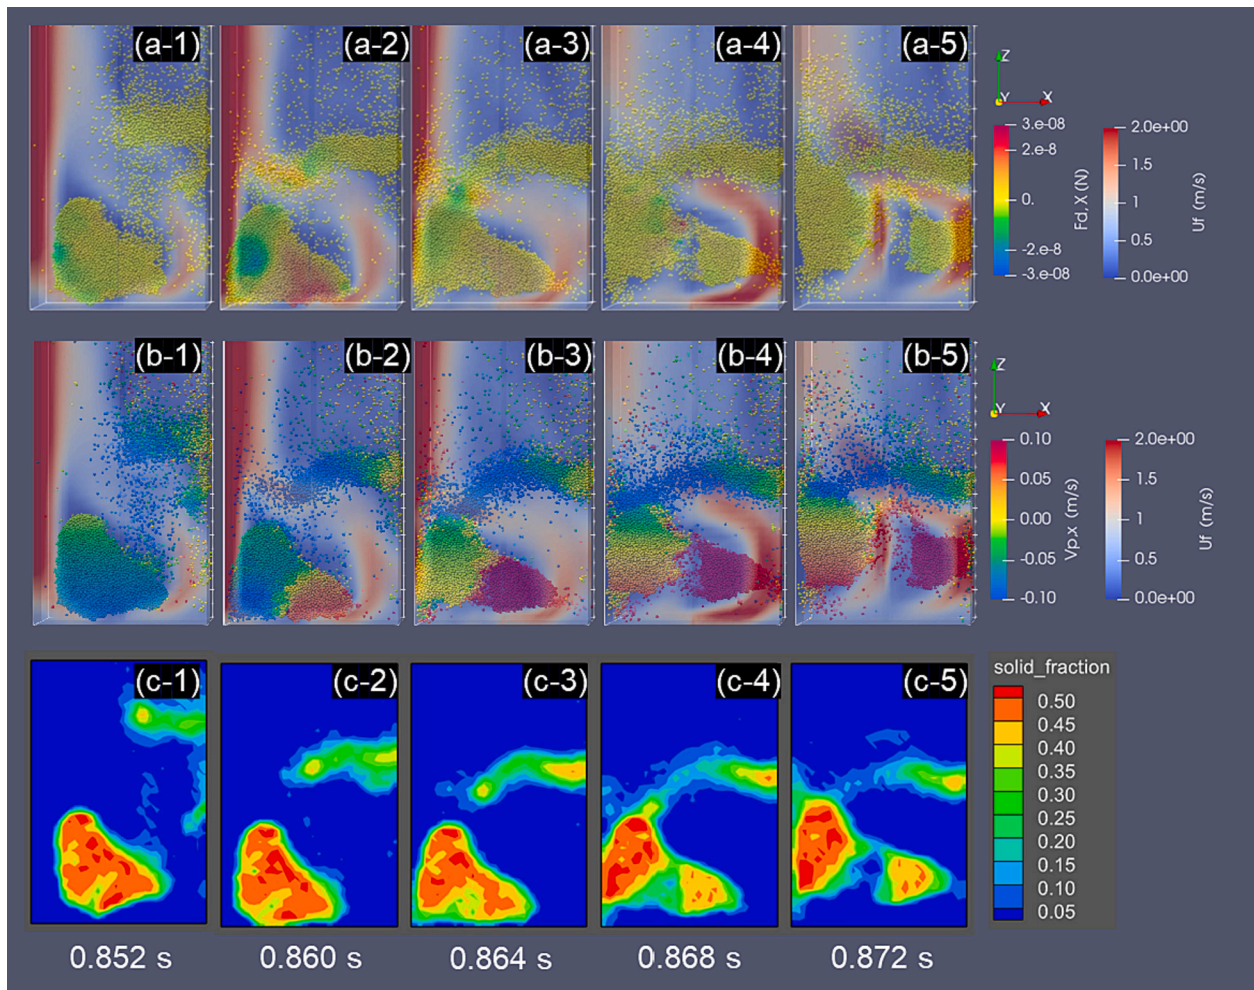 (a-1) (a-2) (a-3) (a-4) (a-5)
Z
Y X
3.e-08 2.0e+00
2.e-8
1.5
0. 1
-2.e-8 0.5
-3.e-08 0.0e+00
Fd,X (N)
Uf (m/s)
(b-1) (b-2) (b-3) (b-4) (b-5)
Z
Y X
0.10 2.0e+00
0.05 1.5
0.00 1
-0.05 0.5
-0.10 0.0e+00
Vp,x (m/s)
Uf (m/s)
(c-1) (c-2) (c-3) (c-4) (c-5)
solid_fraction
0.50
0.45
0.40
0.35
0.30
0.25
0.20
0.15
0.10
0.05
0.852 s 0.860 s 0.864 s 0.868 s 0.872 s